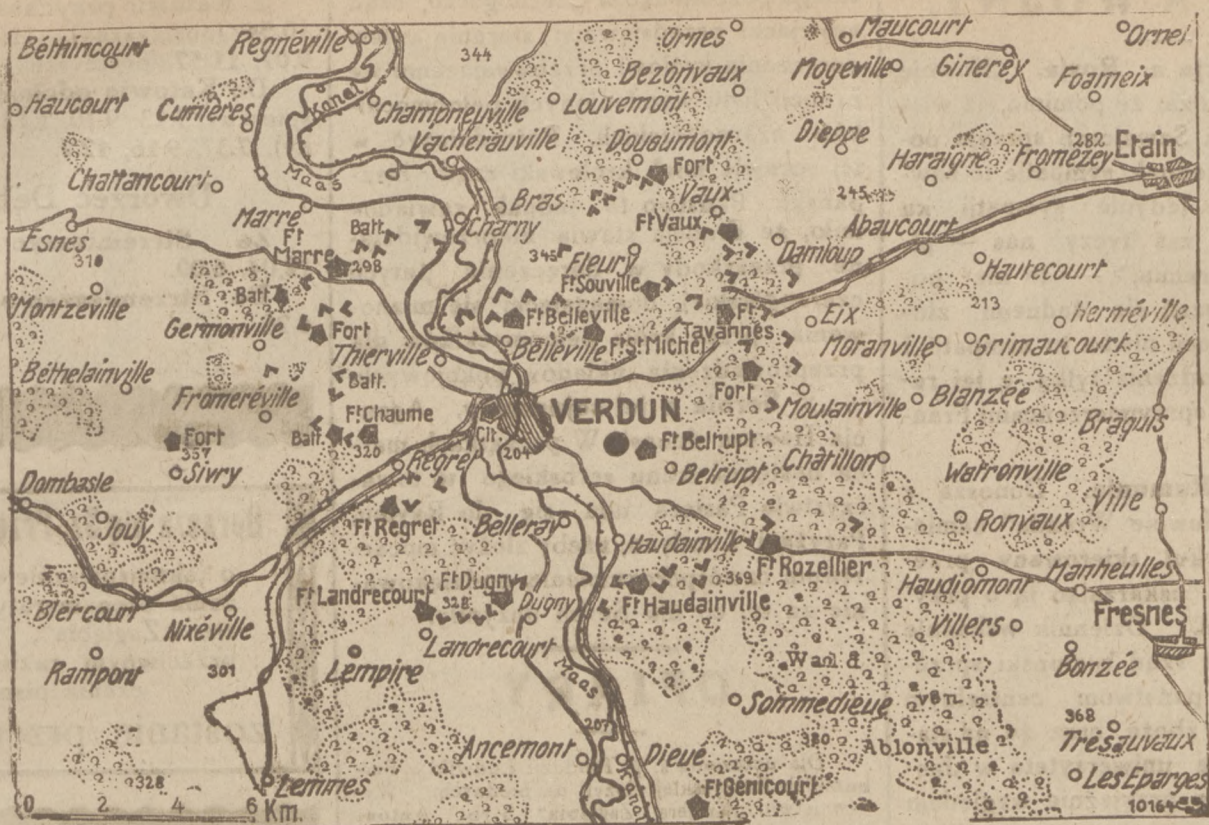 Béthincourt
Regnéville
344
Ornes
Maucourt
Ornel
Bezonvaux
Mogeville
Ginerey
Foameix
Haucourt
Cumières
Kanal
Champneuville
Louvemont
Vacherauville
Douaumont
Dieppe
282
Etain
Haraigne
Fromezey
Fort
Chattancourt
Maas
Vaux
245
Marre
Batt.
Bras
Charny
Ft Vaux
Abaucourt
Esnes
310
Ft
Marre
298
345
Fleury
Damloup
Hautecourt
Montzéville
Batt.
Ft Souville
213
Herméville
Germonville
Fort
Ft Belleville
Ft
Tavannes
Eix
Thierville
Belleville
Ft St Michel
Moranville
Grimaucourt
Béthelainville
Batt.
Fort
Fromeréville
Ft Chaume
VERDUN
Moulainville
Blanzée
Braquis
Fort
357
Batt.
320
Cit.
204
Ft Belrupt
Sivry
Regret
Belrupt
Châtillon
Watronville
Dombasle
Ville
Jouy
Ft Regret
Belleray
Ronvaux
Haudainville
Ft Rozellier
Haudiomont
Manheulles
Blercourt
Nixéville
Ft Landrecourt
Ft Dugny
328
Dugny
369
Ft Haudainville
Fresnes
Villers
Landrecourt
Rampont
301
Lempire
Maas
Wald
Bonzée
Sommedieue
von
368
207
Ancemont
Dieue
380
Ablonville
Trésauvaux
328
Lemmes
Kanal
Ft Génicourt
Les Eparges
0 2 4 6
Km.
10164